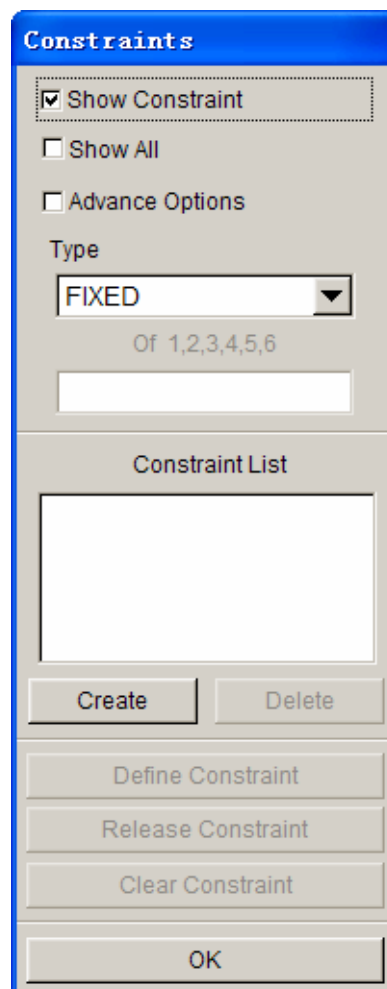 Constraints
Show Constraint
Show All
Advance Options
Type
FIXED
Of 1,2,3,4,5,6
Constraint List
Create Delete
Define Constraint
Release Constraint
Clear Constraint
OK